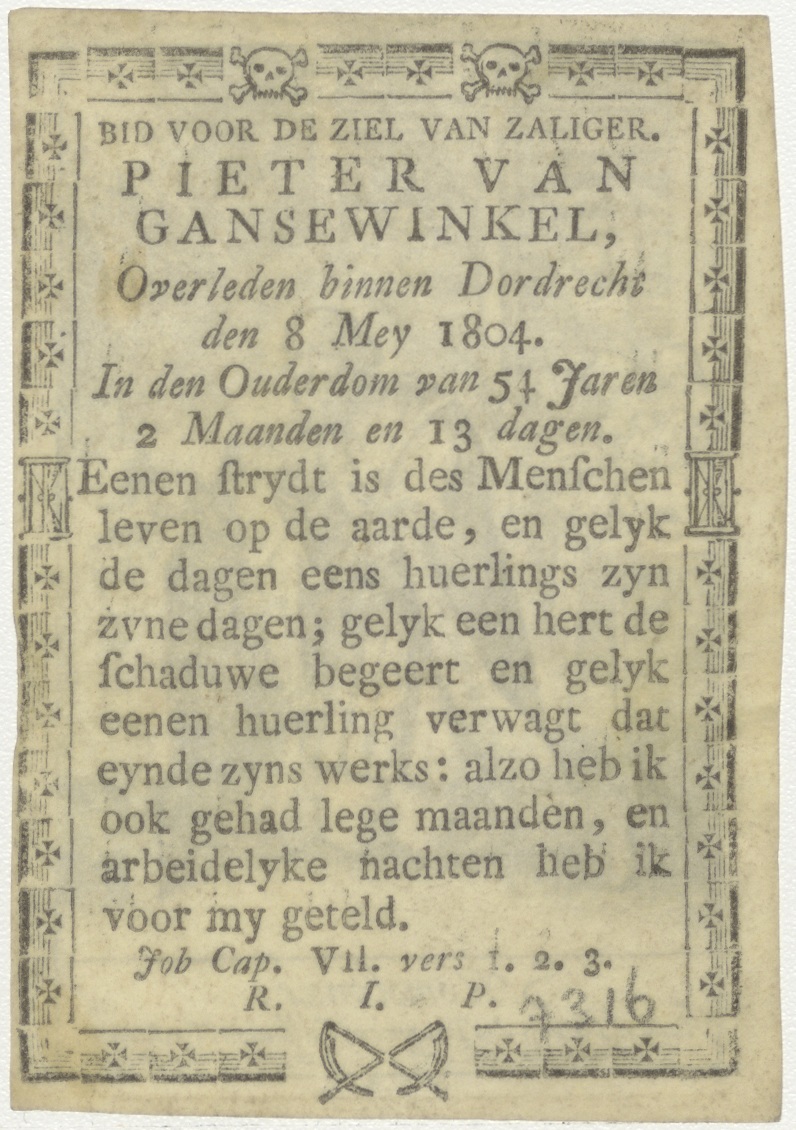 BID VOOR DE ZIEL VAN ZALIGER.
PIETER VAN
GANSEWINKEL,
Overleden binnen Dordrecht
den 8 Mey 1804.
In den Ouderdom van 54 Jaren
2 Maanden en 13 dagen.
Eenen ſtrydt is des Menſchen
leven op de aarde, en gelyk
de dagen eens huerlings zyn
zyne dagen; gelyk een hert de
ſchaduwe begeert en gelyk
eenen huerling verwagt dat
eynde zyns werks: alzo heb ik
ook gehad lege maanden, en
arbeidelyke nachten heb ik
voor my geteld.
Job Cap. VII. vers 1. 2. 3.
R. I. P. 7316